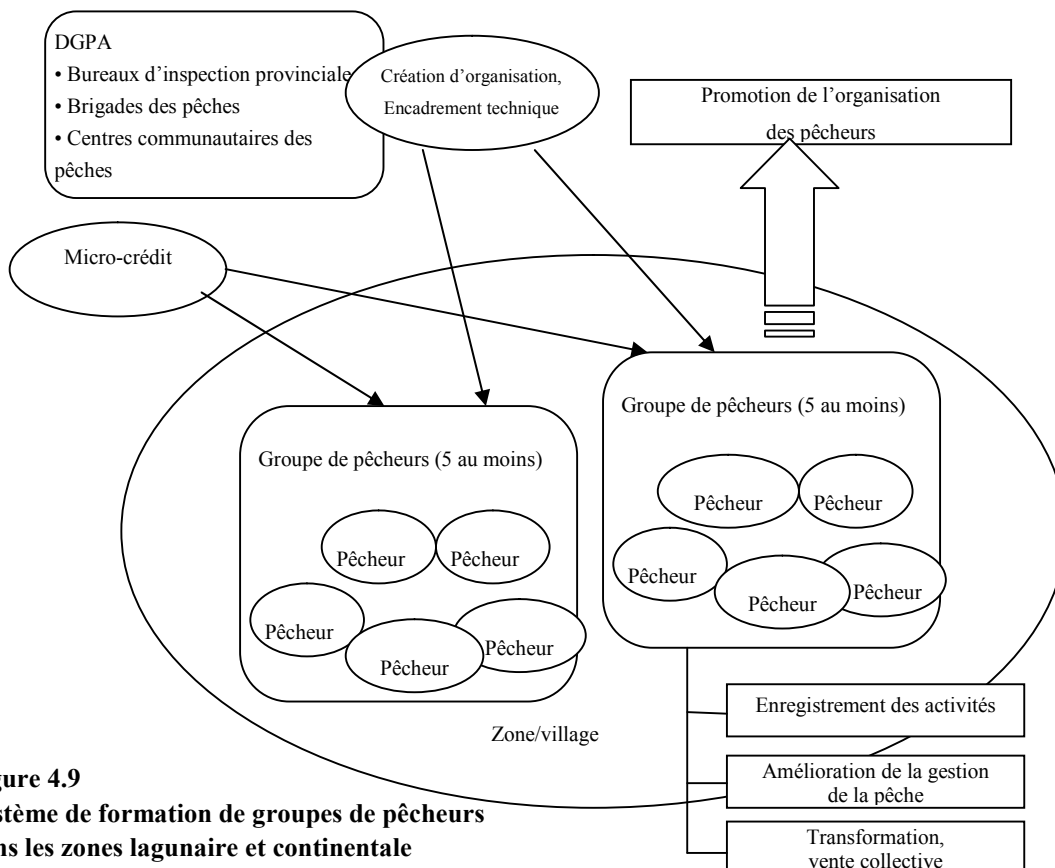 DGPA
• Bureaux d'inspection provinciale
• Brigades des pêches
• Centres communautaires des
pêches
Création d'organisation,
Encadrement technique
Promotion de l'organisation
des pêcheurs
Micro-crédit
Groupe de pêcheurs (5 au moins)
Pêcheur
Pêcheur
Pêcheur
Pêcheur
Pêcheur
Groupe de pêcheurs (5 au moins)
Pêcheur
Pêcheur
Pêcheur
Pêcheur
Pêcheur
Zone/village
Enregistrement des activités
Amélioration de la gestion
de la pêche
Transformation,
vente collective
gure 4.9
stème de formation de groupes de pêcheurs
ns les zones lagunaire et continentale